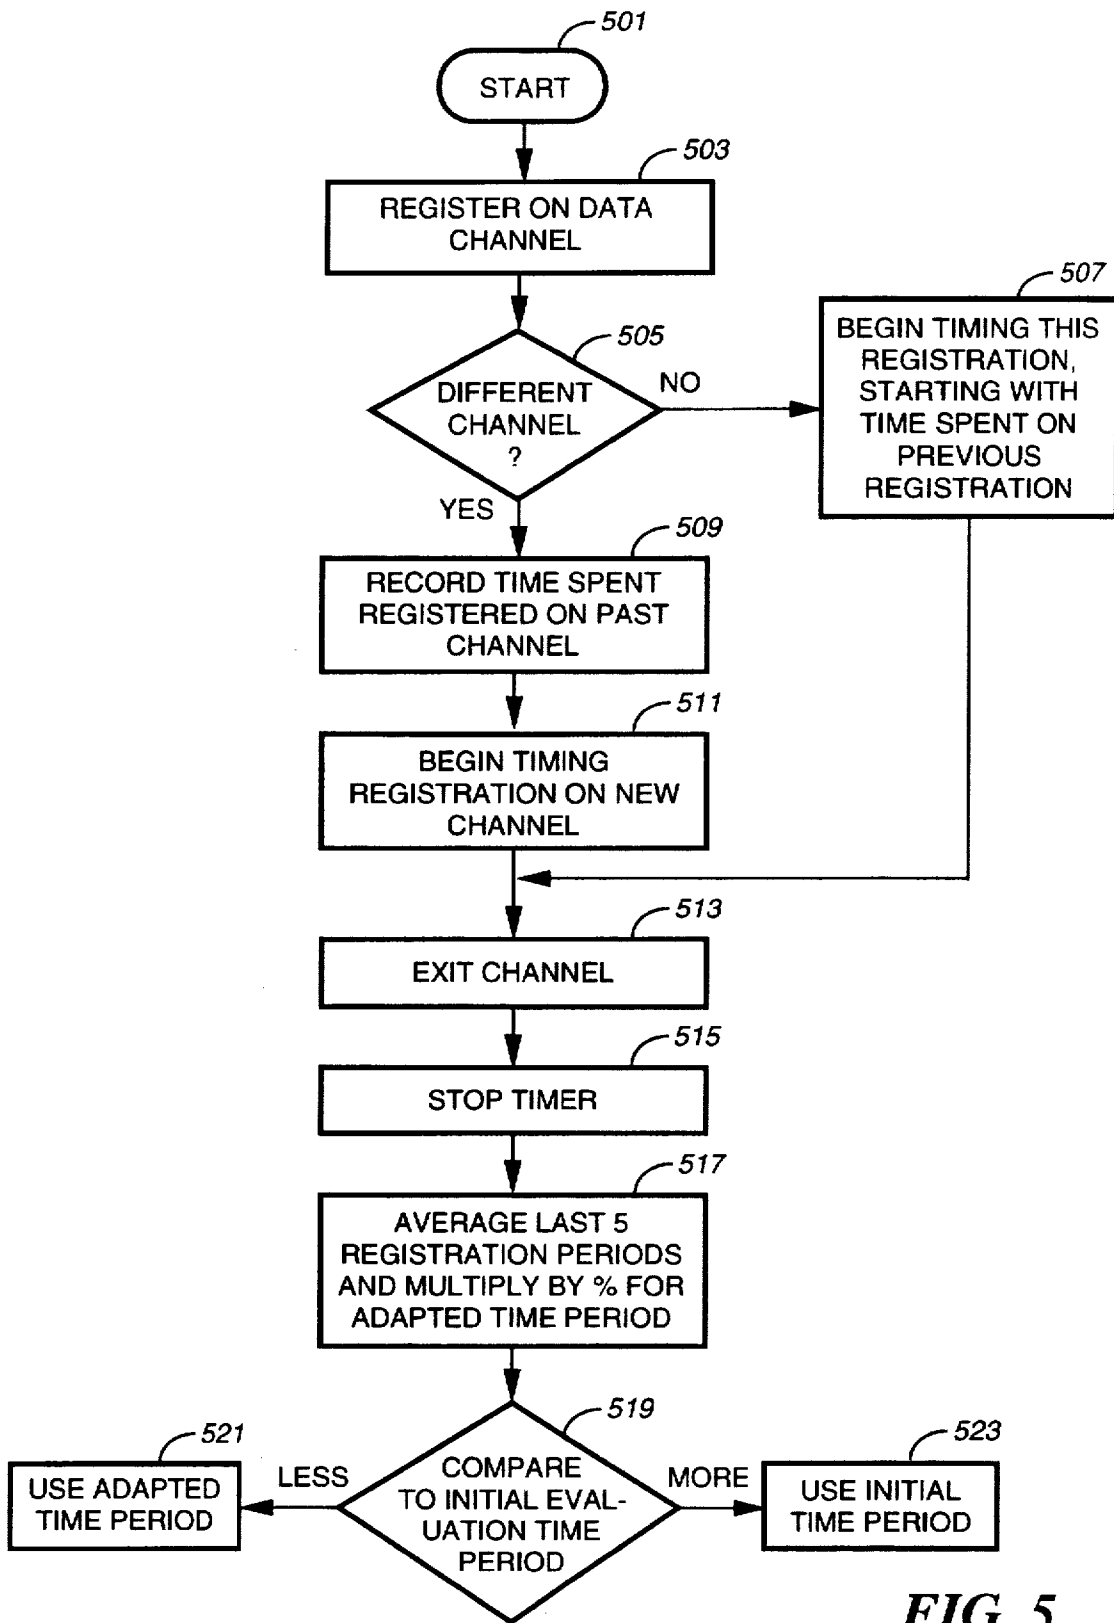 501
START
503
REGISTER ON DATA
CHANNEL
505
DIFFERENT
CHANNEL
?
NO
YES
507
BEGIN TIMING THIS
REGISTRATION,
STARTING WITH
TIME SPENT ON
PREVIOUS
REGISTRATION
509
RECORD TIME SPENT
REGISTERED ON PAST
CHANNEL
511
BEGIN TIMING
REGISTRATION ON NEW
CHANNEL
513
EXIT CHANNEL
515
STOP TIMER
517
AVERAGE LAST 5
REGISTRATION PERIODS
AND MULTIPLY BY % FOR
ADAPTED TIME PERIOD
519
COMPARE
TO INITIAL EVAL-
UATION TIME
PERIOD
LESS
MORE
521
USE ADAPTED
TIME PERIOD
523
USE INITIAL
TIME PERIOD
FIG. 5